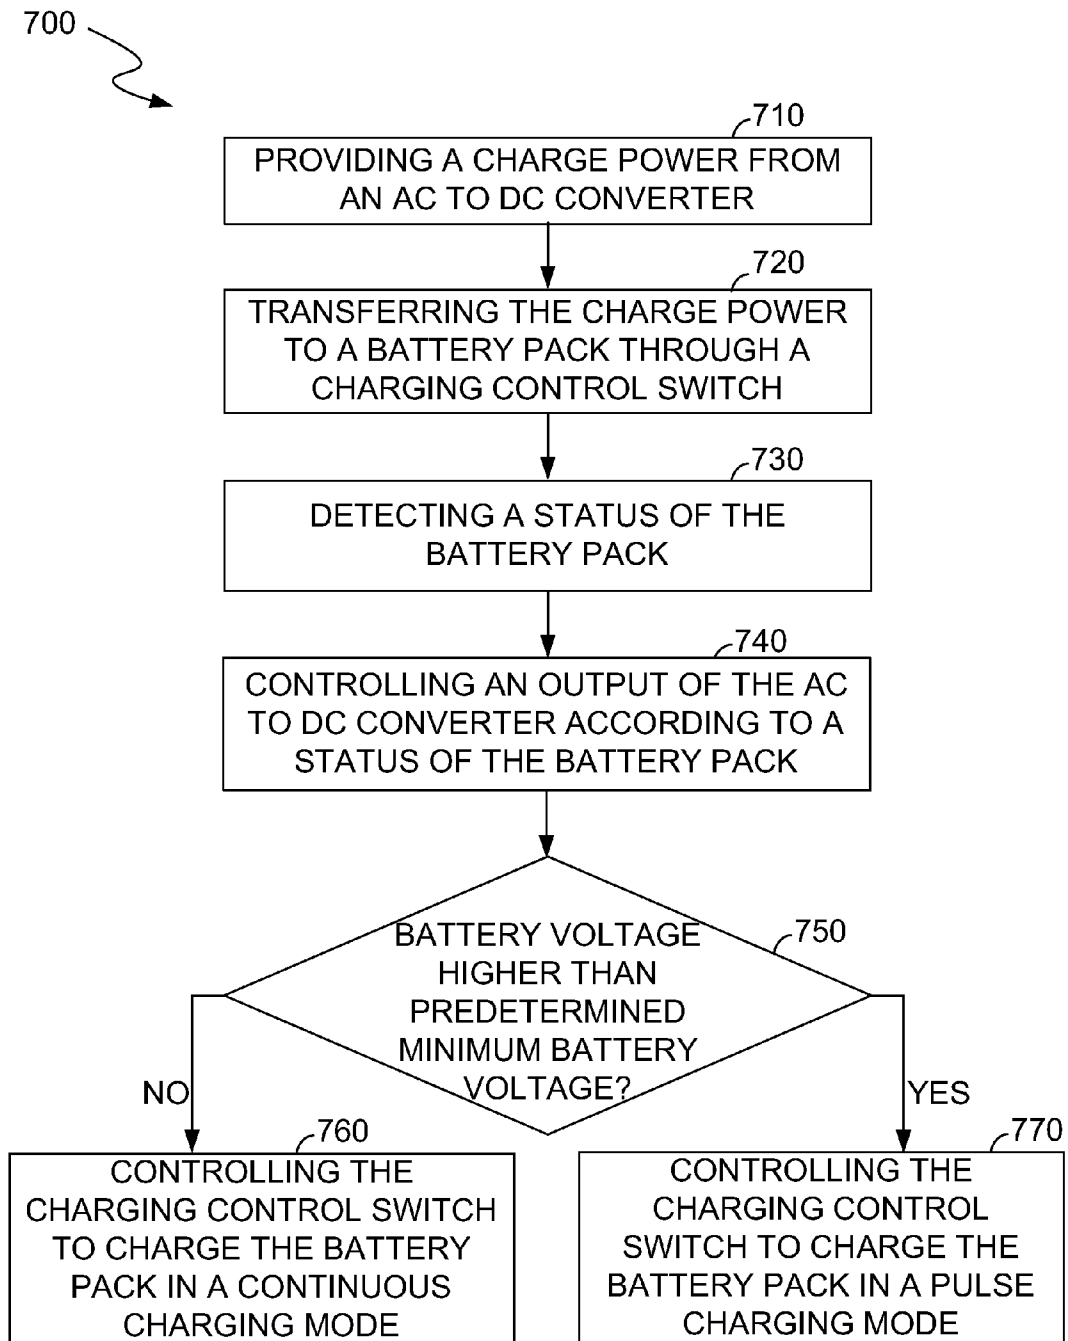 700
710
PROVIDING A CHARGE POWER FROM
AN AC TO DC CONVERTER
720
TRANSFERRING THE CHARGE POWER
TO A BATTERY PACK THROUGH A
CHARGING CONTROL SWITCH
730
DETECTING A STATUS OF THE
BATTERY PACK
740
CONTROLLING AN OUTPUT OF THE AC
TO DC CONVERTER ACCORDING TO A
STATUS OF THE BATTERY PACK
750
BATTERY VOLTAGE
HIGHER THAN
PREDETERMINED
MINIMUM BATTERY
VOLTAGE?
NO
YES
760
CONTROLLING THE
CHARGING CONTROL SWITCH
TO CHARGE THE BATTERY
PACK IN A CONTINUOUS
CHARGING MODE
770
CONTROLLING THE
CHARGING CONTROL
SWITCH TO CHARGE THE
BATTERY PACK IN A PULSE
CHARGING MODE